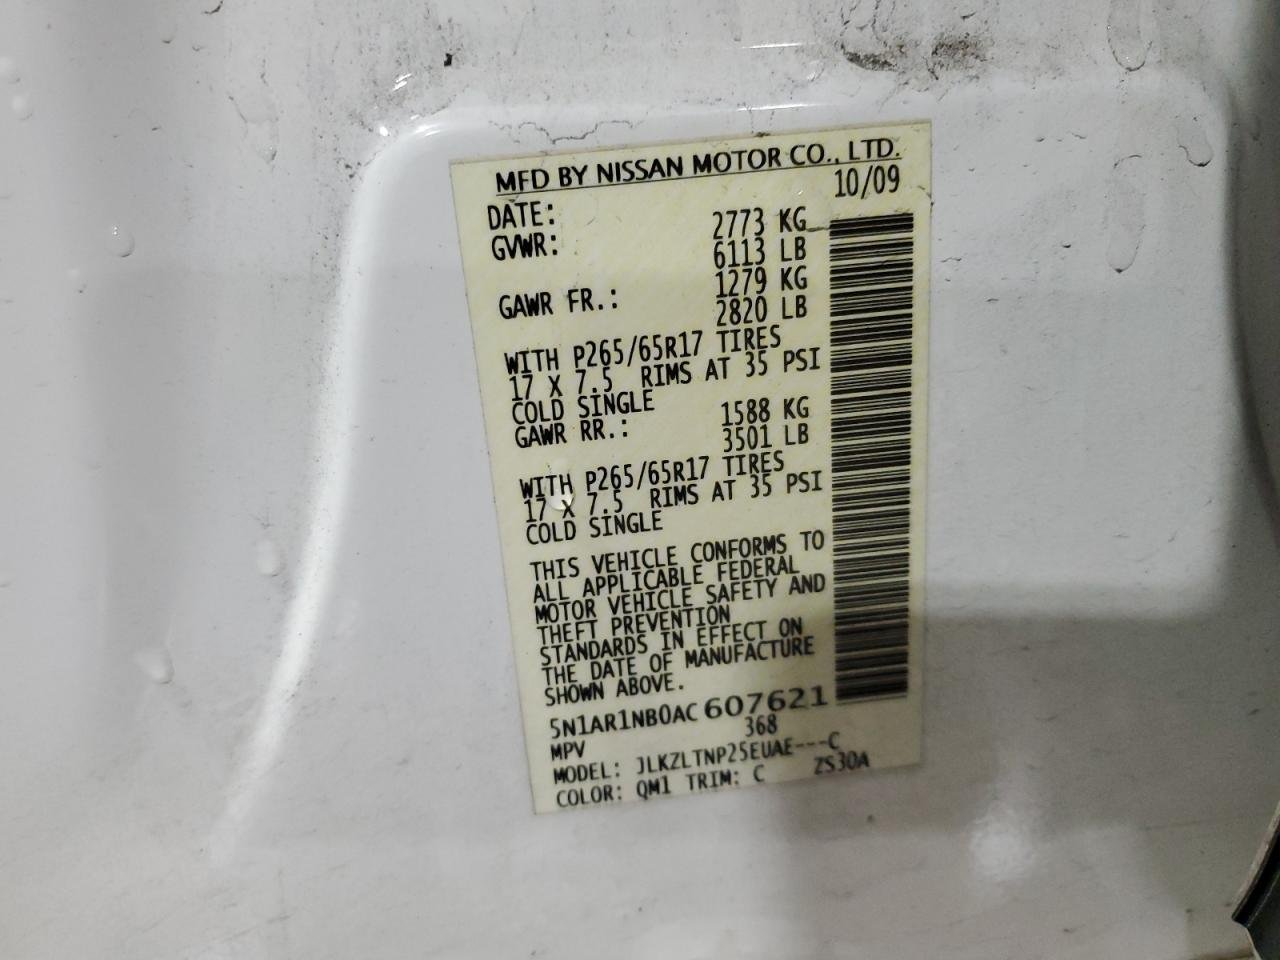 MFD BY NISSAN MOTOR CO., LTD.
DATE: 10/09
GVWR: 2773 KG
6113 LB
GAWR FR.: 1279 KG
2820 LB
WITH P265/65R17 TIRES
17 X 7.5 RIMS AT 35 PSI
COLD SINGLE
GAWR RR.: 1588 KG
3501 LB
WITH P265/65R17 TIRES
17 X 7.5 RIMS AT 35 PSI
COLD SINGLE
THIS VEHICLE CONFORMS TO
ALL APPLICABLE FEDERAL
MOTOR VEHICLE SAFETY AND
THEFT PREVENTION
STANDARDS IN EFFECT ON
THE DATE OF MANUFACTURE
SHOWN ABOVE.
5N1AR1NB0AC 607621
MPV 368
MODEL: JLKZLTNP25EUAE---C
COLOR: QM1 TRIM: C ZS30A